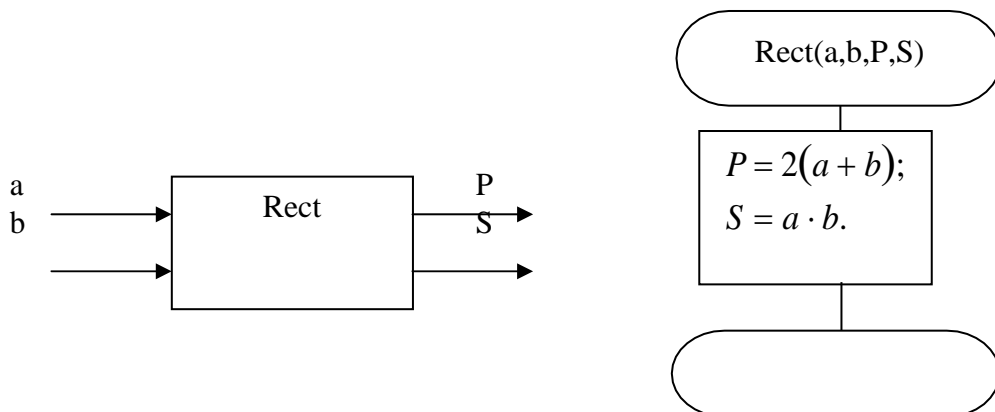 a
b
Rect
P
S
Rect(a,b,P,S)
P = 2(a + b);
S = a · b.